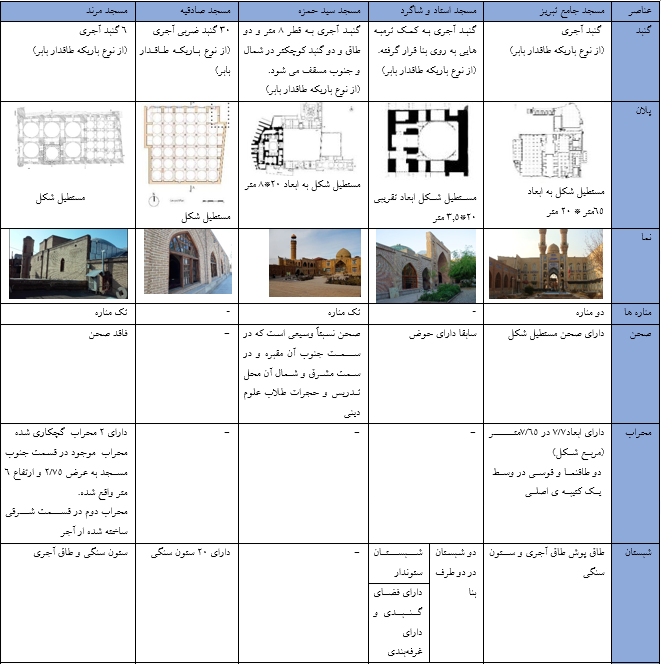 عناصر
مسجد جامع تبریز
مسجد استاد و شاگرد
مسجد سید حمزه
مسجد صادقیه
مسجد مرند
گنبد
گنبد آجری
(از نوع باریکه طاقدار بابر)
گنبد آجری به کمک نرمبه
هایی به روی بنا قرار گرفته.
(از نوع باریکه طاقدار بابر)
گنبد آجری به قطر ۸ متر و دو
طاق و دو گنبد کوچکتر در شمال
و جنوب مسقف می شود.
(از نوع باریکه طاقدار بابر)
۳۰ گنبد ضربی آجری
(از نوع باریکه طاقدار
بابر)
۶ گنبد آجری
(از نوع باریکه طاقدار بابر)
پلان
مستطیل شکل به ابعاد
۶۵متر * ۲۰ متر
مستطیل شکل ابعاد تقریبی
۲۰*۳,۵ متر
مستطیل شکل به ابعاد ۲۰*۸ متر
مستطیل شکل
مستطیل شکل
نما
مناره ها
دو مناره
-
تک مناره
-
تک مناره
صحن
دارای صحن مستطیل شکل
سابقا دارای حوض
صحن نسبتاً وسیعی است که در
سمت جنوب آن مقبره و در
سمت مشرق و شمال آن محل
تدریس و حجرات طلاب علوم
دینی
–
فاقد صحن
محراب
دارای ابعاد۷/۷ در ۷/۶۵متر
(مربع شکل)
دو طاقنما و قوسی در وسط
یک کتیبه ی اصلی
–
–
–
دارای ۲ محراب گچکاری شده
محراب موجود در قسمت جنوب
مسجد به عرض ۲/۷۵ و ارتفاع ۶
متر واقع شده.
محراب دوم در قسمت شرقی
ساخته شده از آجر
شبستان
طاق پوش طاق آجری و ستون
سنگی
دو شبستان
در دو طرف
بنا
شبستان
ستوندار
دارای فضای
گنبدی و
دارای
غرفه‌بندی
–
دارای ۲۰ ستون سنگی
ستون سنگی و طاق آجری